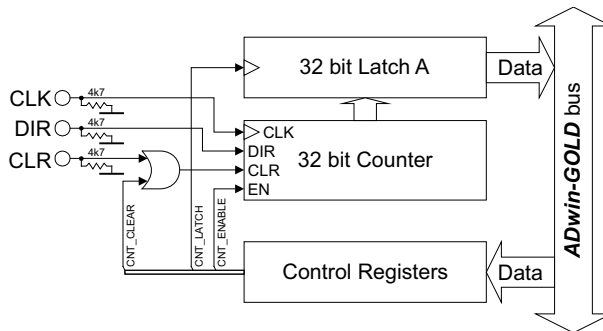 32 bit Latch A
Data
4k7
CLK
4k7
DIR
4k7
CLR
CLK
DIR
CLR
EN
32 bit Counter
CNT_CLEAR
CNT_LATCH
CNT_ENABLE
Control Registers
Data
ADwin-GOLD bus